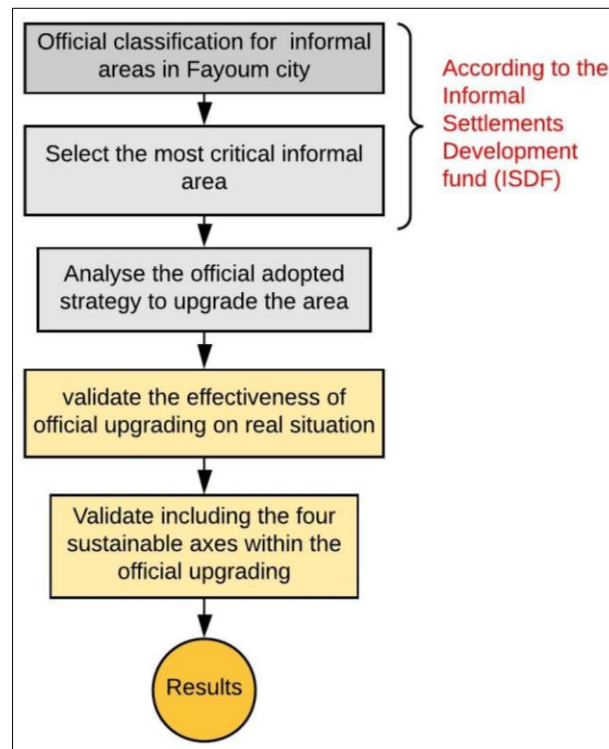 Official classification for informal
areas in Fayoum city
According to the
Informal
Settlements
Development
fund (ISDF)
Select the most critical informal
area
Analyse the official adopted
strategy to upgrade the area
validate the effectiveness of
official upgrading on real situation
Validate including the four
sustainable axes within the
official upgrading
Results